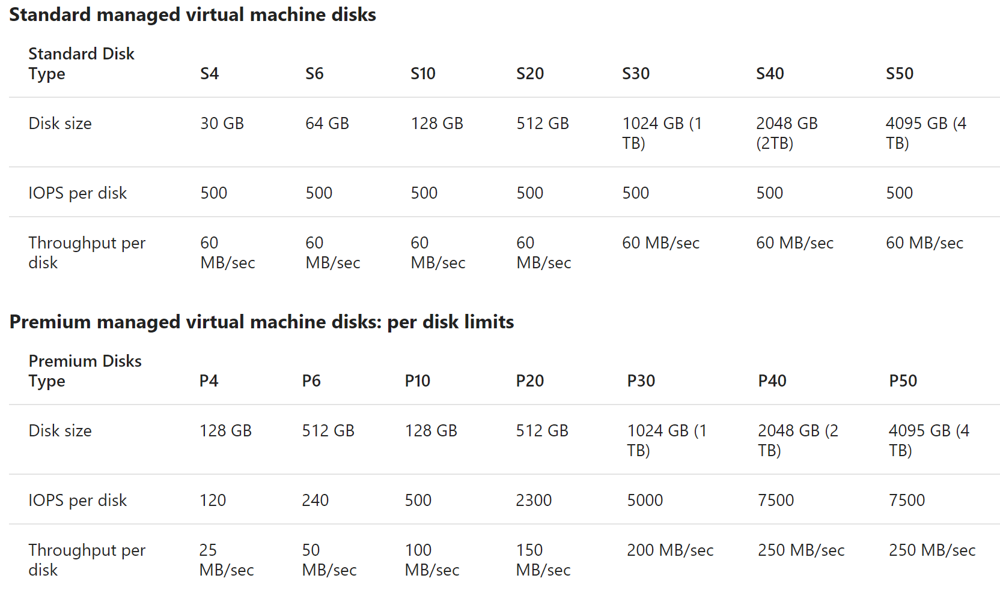 Standard managed virtual machine disks
Standard Disk
Type S4 S6 S10 S20 S30 S40 S50
Disk size 30 GB 64 GB 128 GB 512 GB 1024 GB (1 2048 GB 4095 GB (4
TB) (2TB) TB)
IOPS per disk 500 500 500 500 500 500 500
Throughput per 60 60 60 60 60 MB/sec 60 MB/sec 60 MB/sec
disk MB/sec MB/sec MB/sec MB/sec
Premium managed virtual machine disks: per disk limits
Premium Disks
Type P4 P6 P10 P20 P30 P40 P50
Disk size 128 GB 512 GB 128 GB 512 GB 1024 GB (1 2048 GB (2 4095 GB (4
TB) TB) TB)
IOPS per disk 120 240 500 2300 5000 7500 7500
Throughput per 25 50 100 150 200 MB/sec 250 MB/sec 250 MB/sec
disk MB/sec MB/sec MB/sec MB/sec